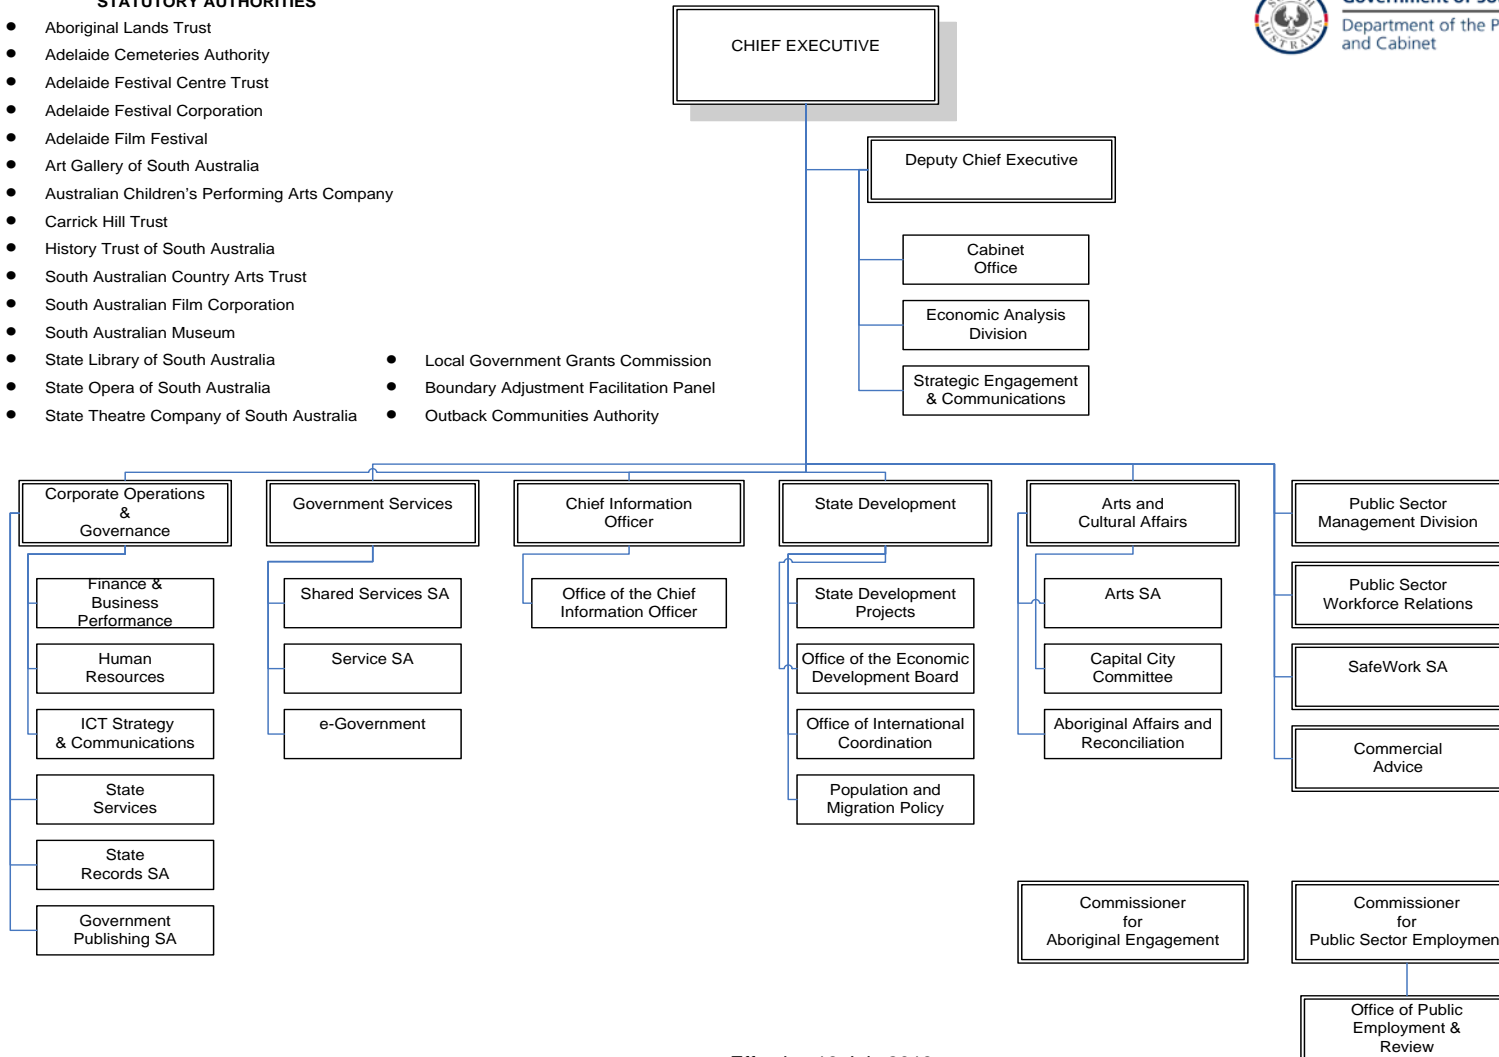 STATUTORY AUTHORITIES
Aboriginal Lands Trust
Adelaide Cemeteries Authority
Adelaide Festival Centre Trust
Adelaide Festival Corporation
Adelaide Film Festival
Art Gallery of South Australia
Australian Children's Performing Arts Company
Carrick Hill Trust
History Trust of South Australia
South Australian Country Arts Trust
South Australian Film Corporation
South Australian Museum
State Library of South Australia
State Opera of South Australia
State Theatre Company of South Australia
Local Government Grants Commission
Boundary Adjustment Facilitation Panel
Outback Communities Authority
CHIEF EXECUTIVE
SOUTH
AUSTRALIA
Government of
Department of the
and Cabinet
Deputy Chief Executive
Cabinet
Office
Economic Analysis
Division
Strategic Engagement
& Communications
Corporate Operations
&
Governance
Finance &
Business
Performance
Human
Resources
ICT Strategy
& Communications
State
Services
State
Records SA
Government
Publishing SA
Government Services
Shared Services SA
Service SA
e-Government
Chief Information
Officer
Office of the Chief
Information Officer
State Development
State Development
Projects
Office of the Economic
Development Board
Office of International
Coordination
Population and
Migration Policy
Arts and
Cultural Affairs
Arts SA
Capital City
Committee
Aboriginal Affairs and
Reconciliation
Public Sector
Management Division
Public Sector
Workforce Relations
SafeWork SA
Commercial
Advice
Commissioner
for
Aboriginal Engagement
Commissioner
for
Public Sector Employmen
Office of Public
Employment &
Review